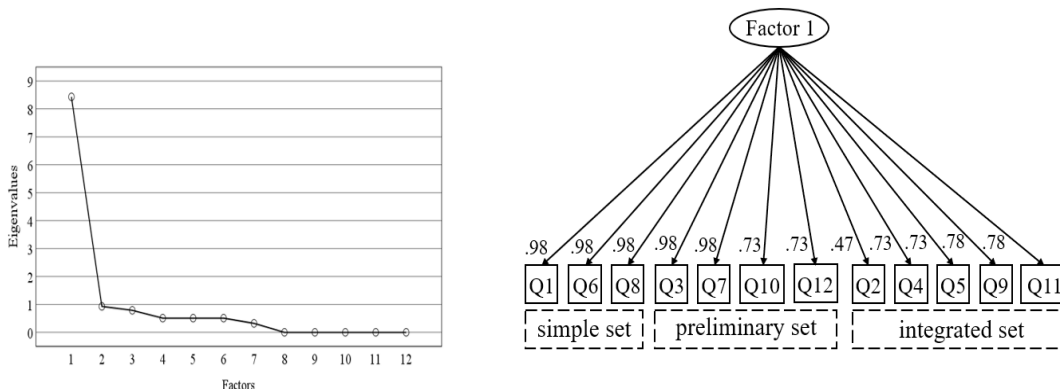 Eigenvalues
9
8
7
6
5
4
3
2
1
0
1 2 3 4 5 6 7 8 9 10 11 12
Factors
Factor 1
.98 .98 .98 .98 .98 .73 .73 .47 .73 .73 .78 .78
Q1 Q6 Q8 Q3 Q7 Q10 Q12 Q2 Q4 Q5 Q9 Q11
simple set preliminary set integrated set